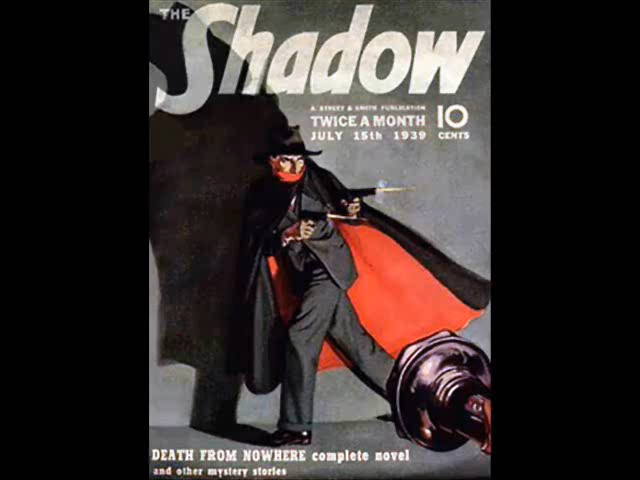 THE
Shadow
A STREET & SMITH PUBLICATION
TWICE A MONTH 10
JULY 15th 1939 CENTS
DEATH FROM NOWHERE complete novel
and other mystery stories